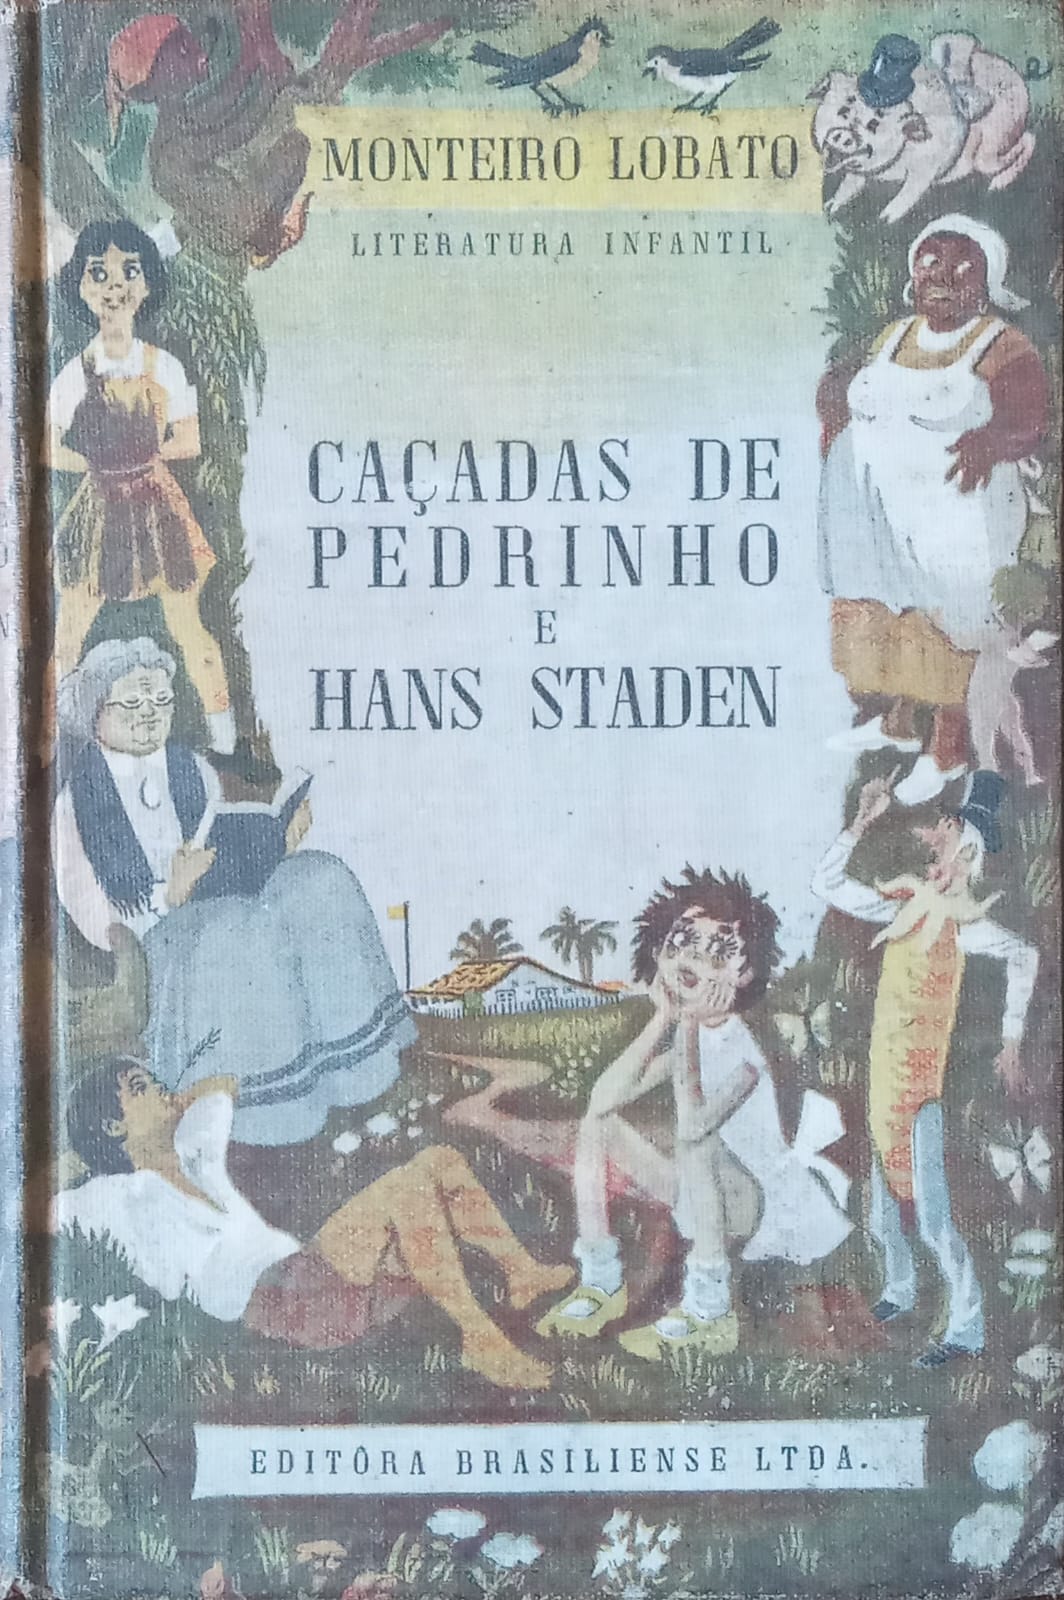 MONTEIRO LOBATO
LITERATURA INFANTIL
CAÇADAS DE
PEDRINHO
E
HANS STADEN
EDITÔRA BRASILIENSE LTDA.